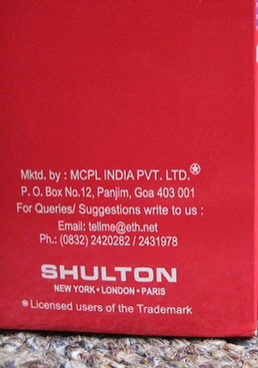 Mktd. by : MCPL INDIA PVT. LTD.⊛
P. O. Box No.12, Panjim, Goa 403 001
For Queries/ Suggestions write to us :
Email: tellme@eth.net
Ph.: (0832) 2420282 / 2431978
SHULTON
NEW YORK • LONDON • PARIS
⊛ Licensed users of the Trademark